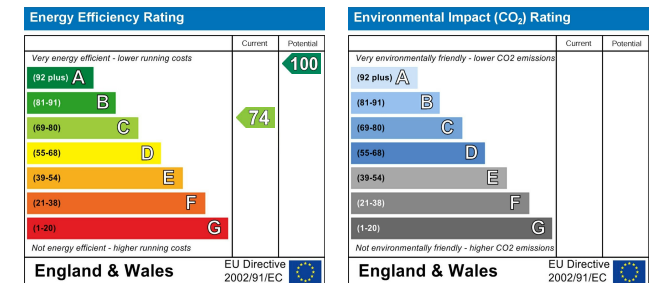 Energy Efficiency Rating
Current Potential
Very energy efficient - lower running costs
(92 plus) A
(81-91) B
(69-80) C
(55-68) D
(39-54) E
(21-38) F
(1-20) G
74
100
Not energy efficient - higher running costs
England & Wales
EU Directive
2002/91/EC
Environmental Impact (CO₂) Rating
Current Potential
Very environmentally friendly - lower CO2 emissions
(92 plus) A
(81-91) B
(69-80) C
(55-68) D
(39-54) E
(21-38) F
(1-20) G
Not environmentally friendly - higher CO2 emissions
England & Wales
EU Directive
2002/91/EC